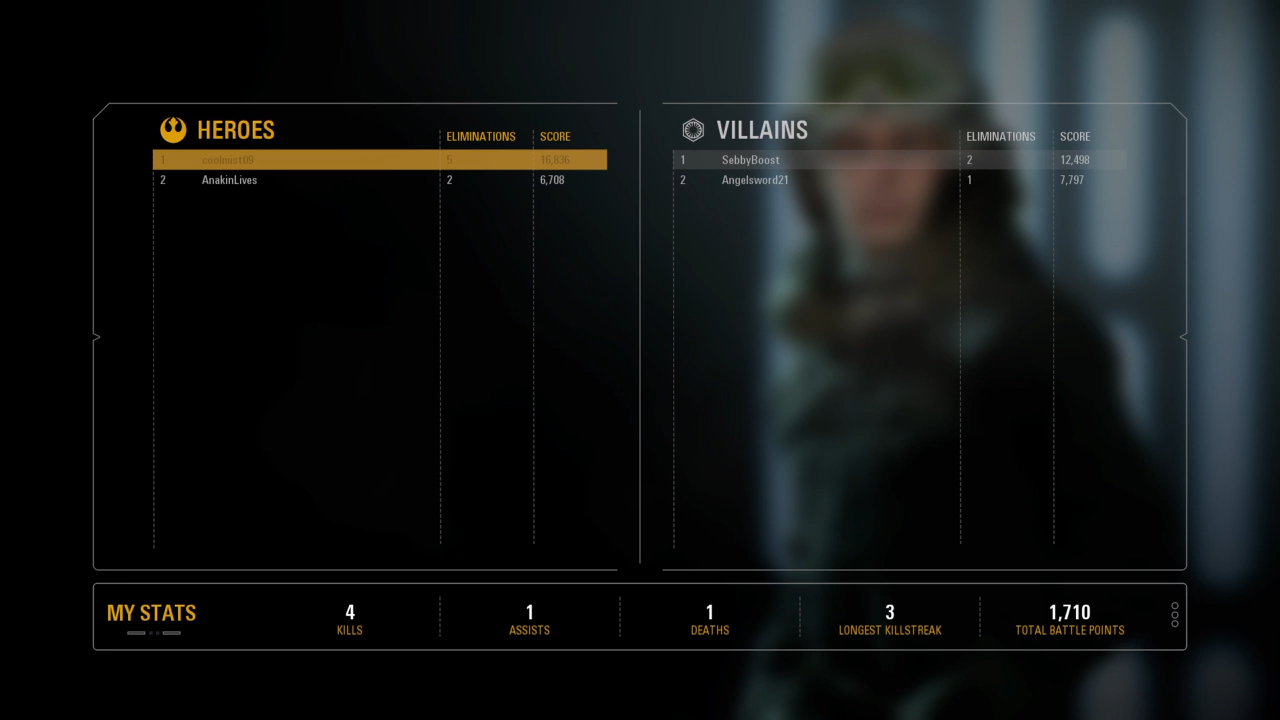 HEROES ELIMINATIONS SCORE
1 coolmist09 5 16,836
2 AnakinLives 2 6,708
VILLAINS ELIMINATIONS SCORE
1 SebbyBoost 2 12,498
2 Angelsword21 1 7,797
MY STATS
4 KILLS
1 ASSISTS
1 DEATHS
3 LONGEST KILLSTREAK
1,710 TOTAL BATTLE POINTS